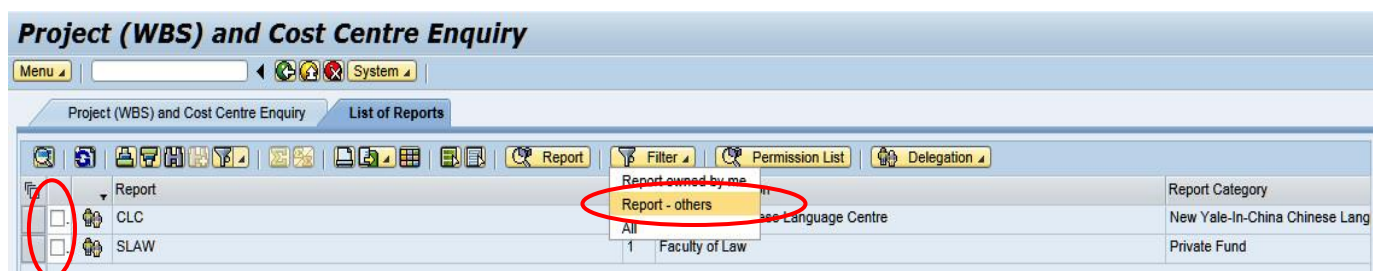 Project (WBS) and Cost Centre Enquiry
Menu System
Project (WBS) and Cost Centre Enquiry List of Reports
Report Filter Permission List Delegation
Report owned by me
Report Report Category
Report - others
CLC Language Centre New Yale-In-China Chinese Lang
All
SLAW 1 Faculty of Law Private Fund